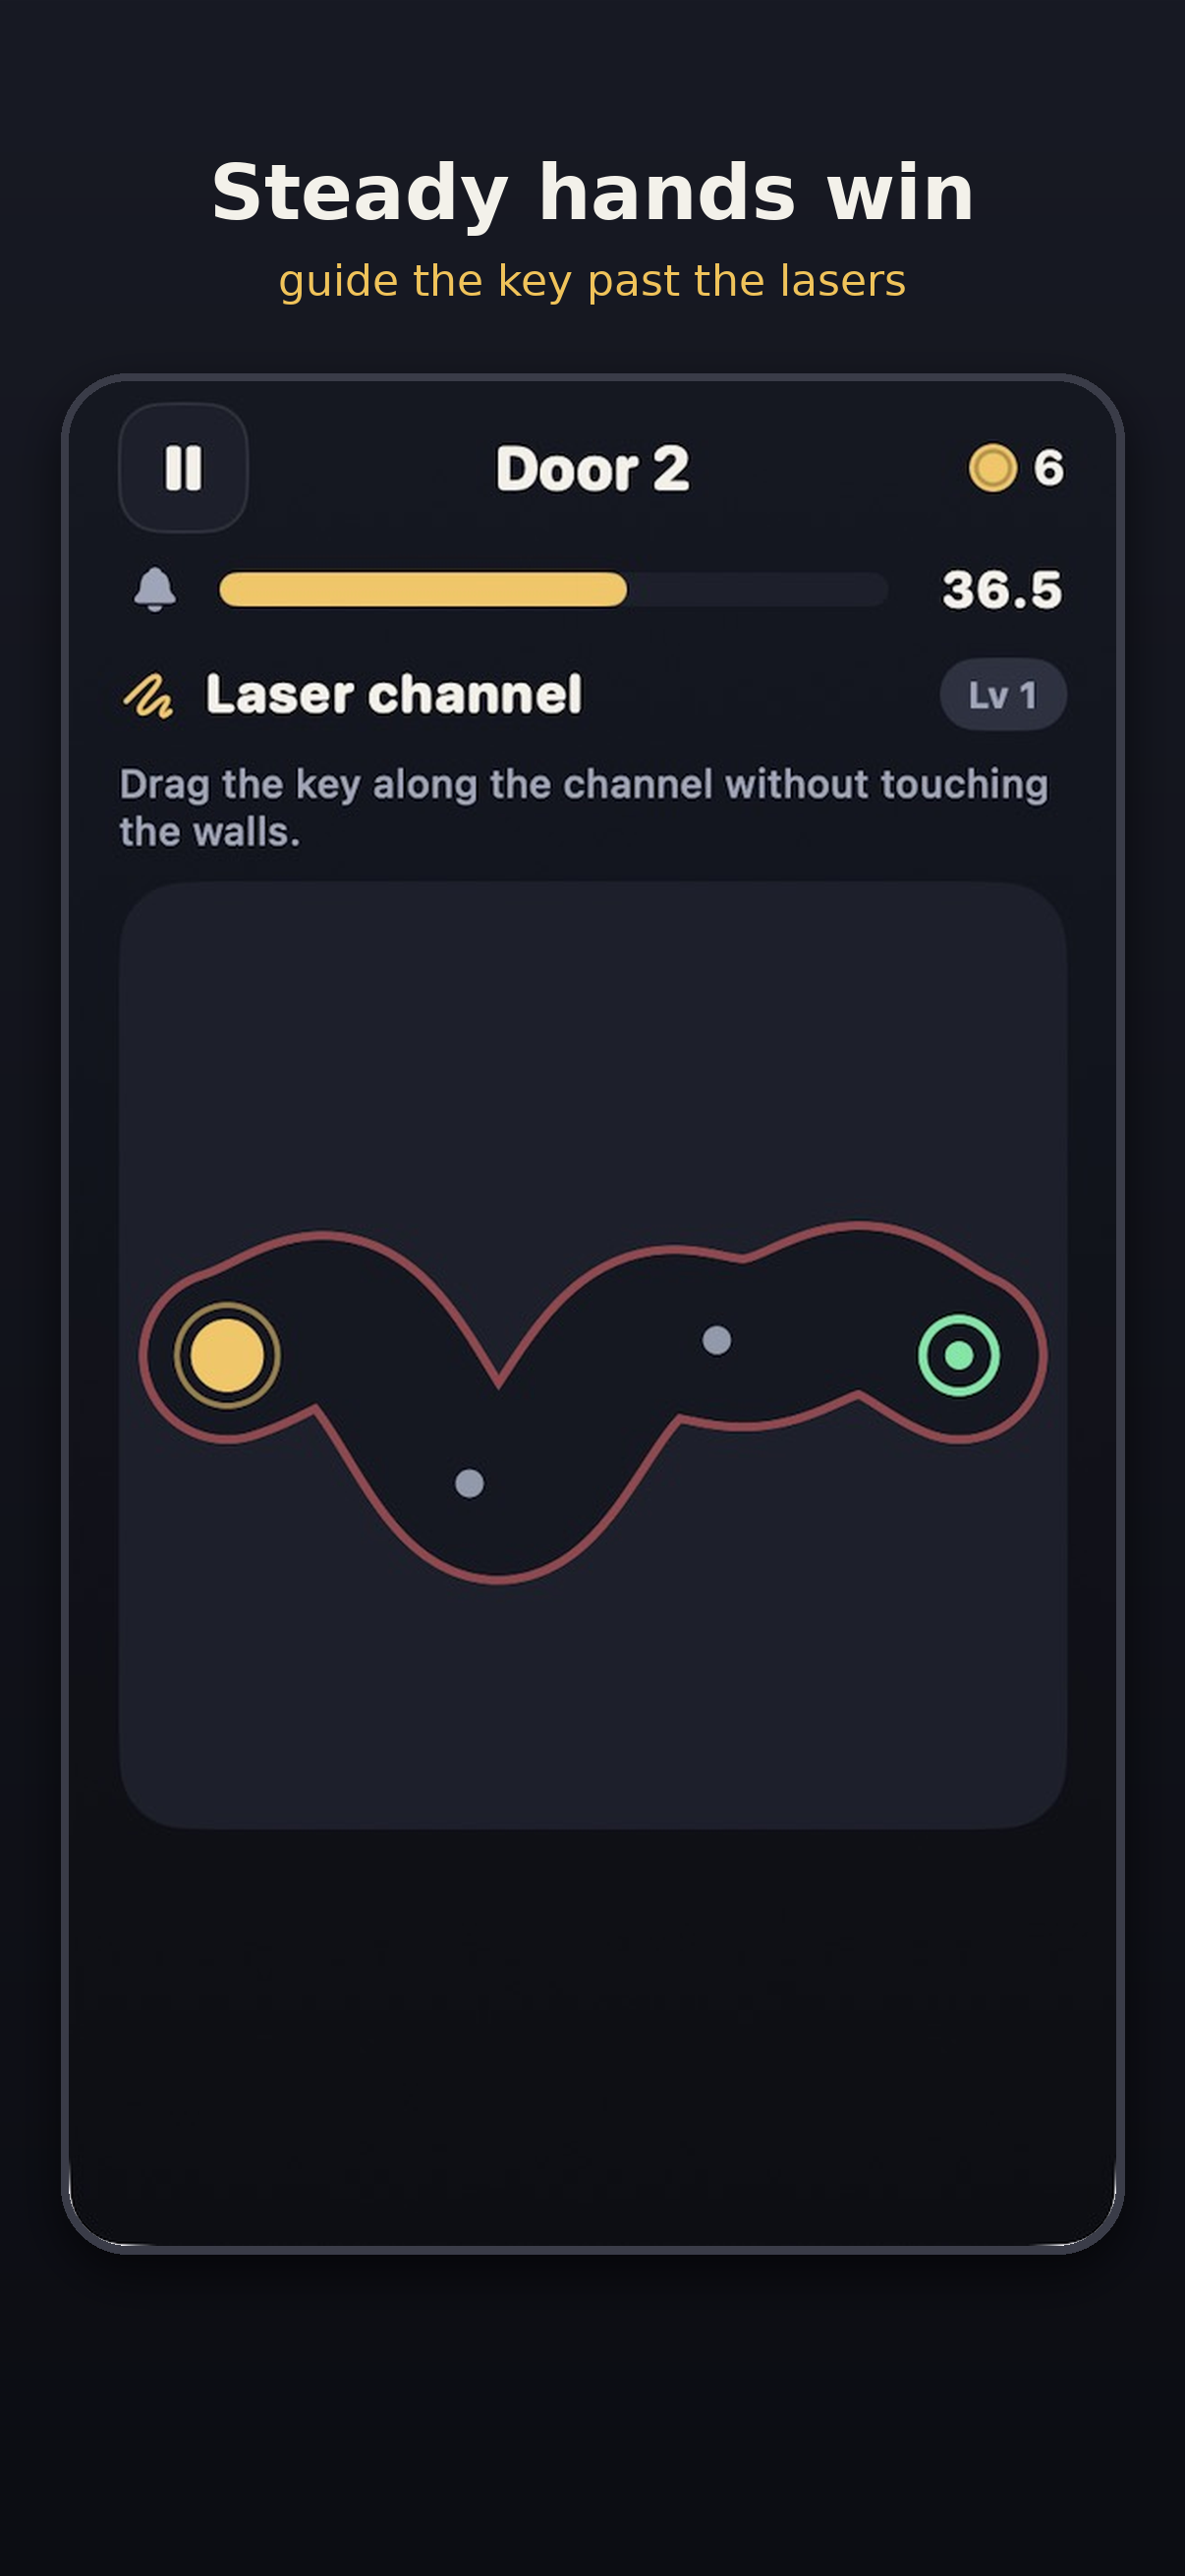 Steady hands win
guide the key past the lasers
Door 2
6
36.5
Laser channel
Lv 1
Drag the key along the channel without touching
the walls.